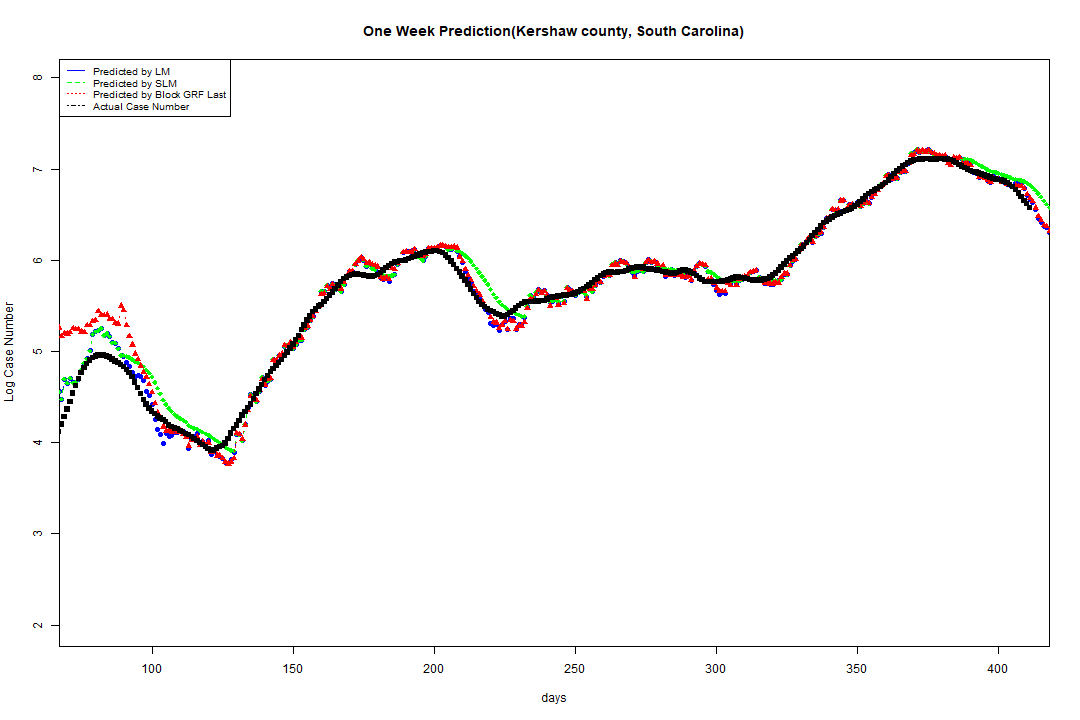 One Week Prediction(Kershaw county, South Carolina)
Predicted by LM
Predicted by SLM
Predicted by Block GRF Last
Actual Case Number
8
7
6
5
4
3
2
Log Case Number
100 150 200 250 300 350 400
days